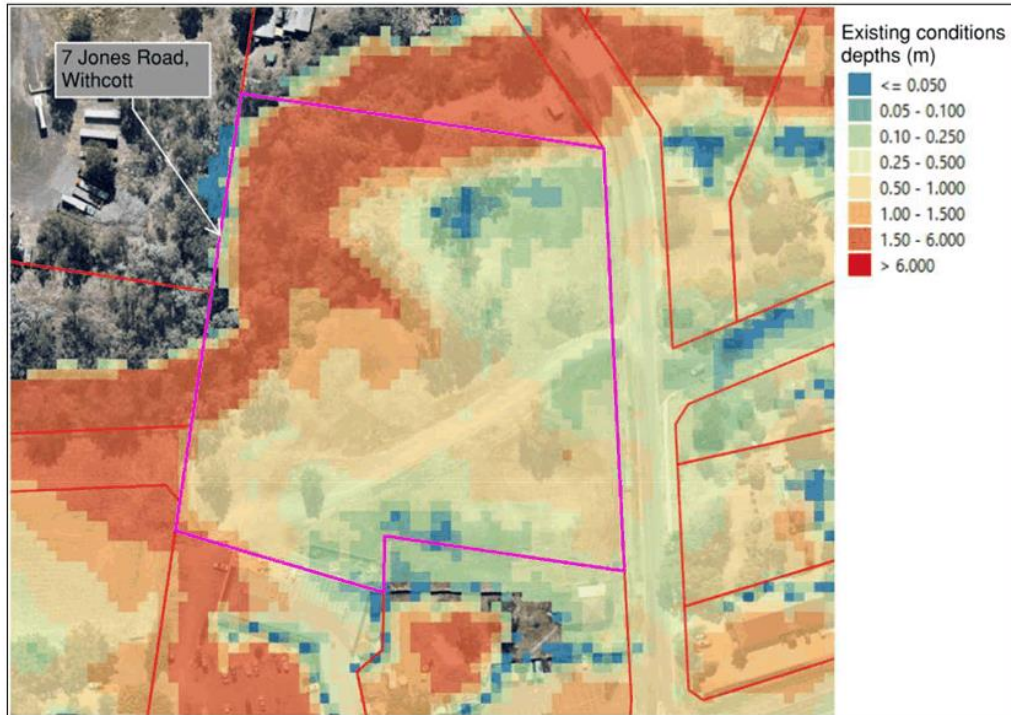 7 Jones Road,
Withcott
Existing conditions
depths (m)
<= 0.050
0.05 - 0.100
0.10 - 0.250
0.25 - 0.500
0.50 - 1.000
1.00 - 1.500
1.50 - 6.000
> 6.000